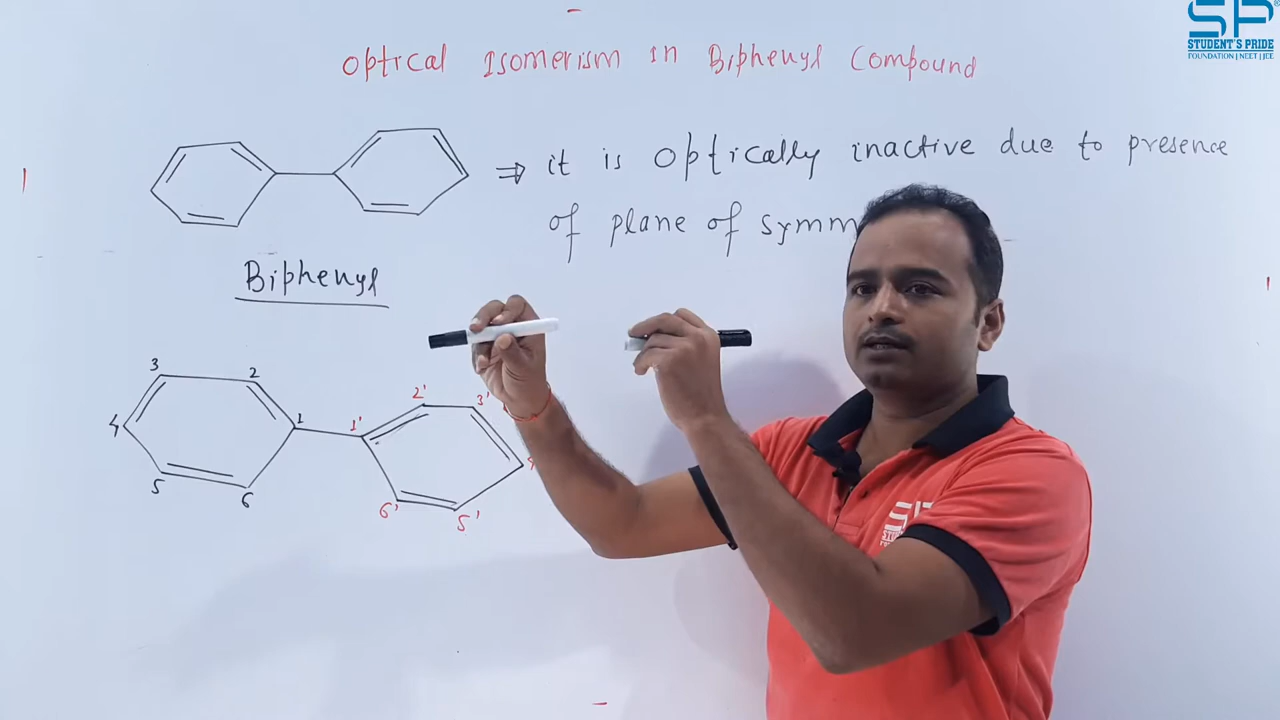 SP
STUDENT'S PRIDE
FOUNDATION | NEET | JEE
Optical Isomerism in Biphenyl Compound
⇒ it is optically inactive due to presence
of plane of symm
Biphenyl
3 2 1 4 5 6
1' 2' 3' 6' 5'